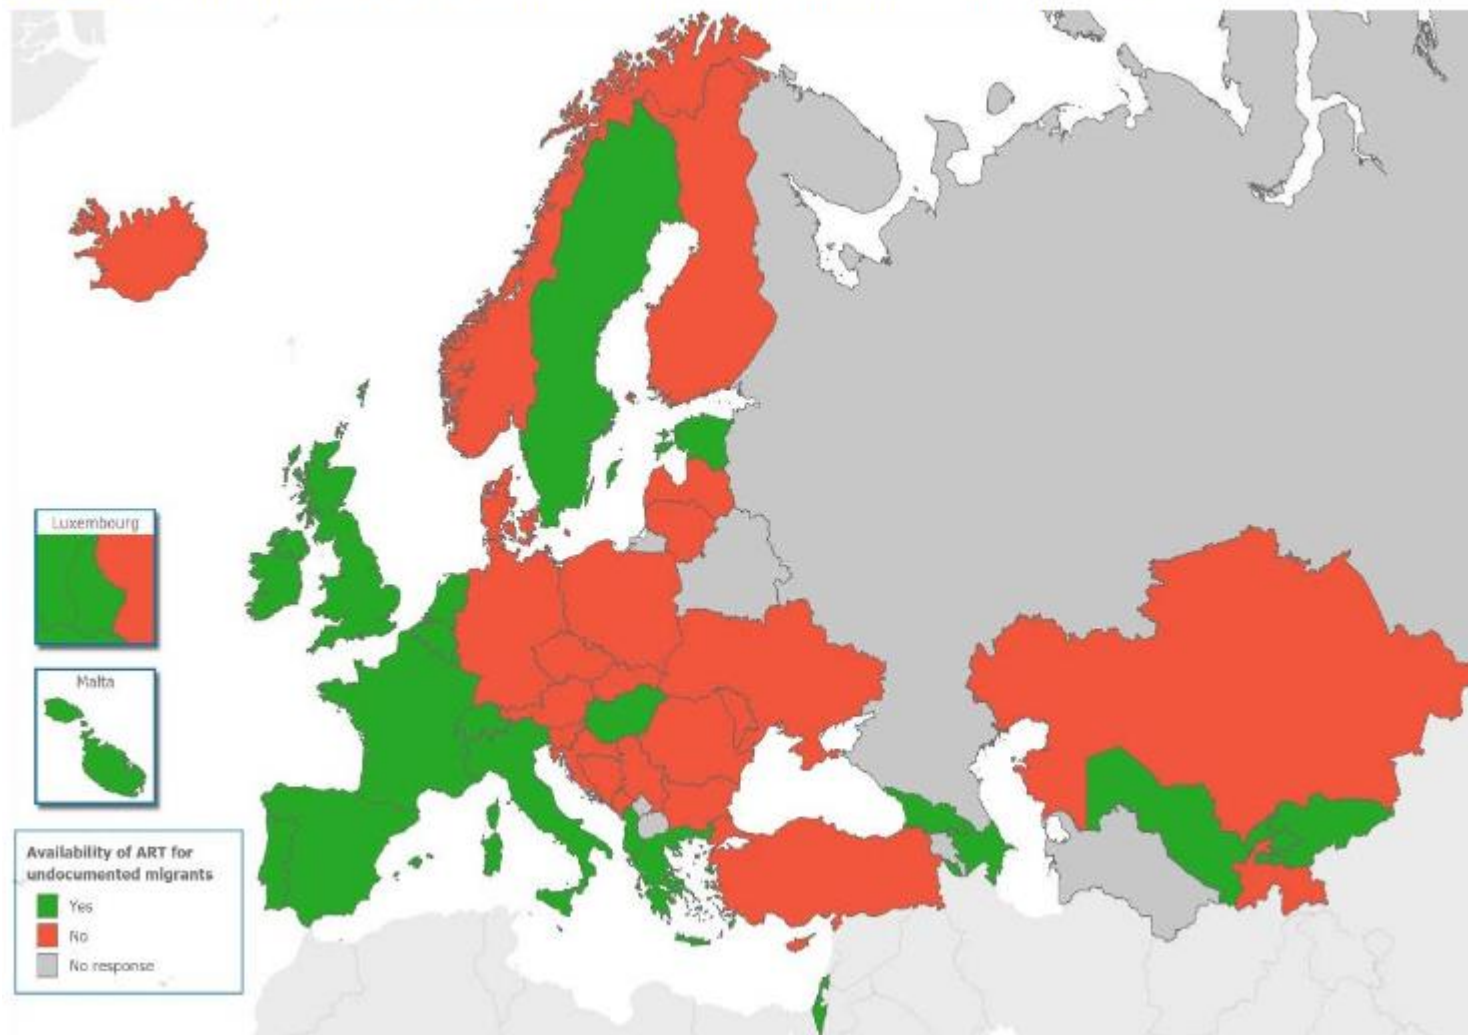 Luxembourg
Malta
Availability of ART for
undocumented migrants
Yes
No
No response